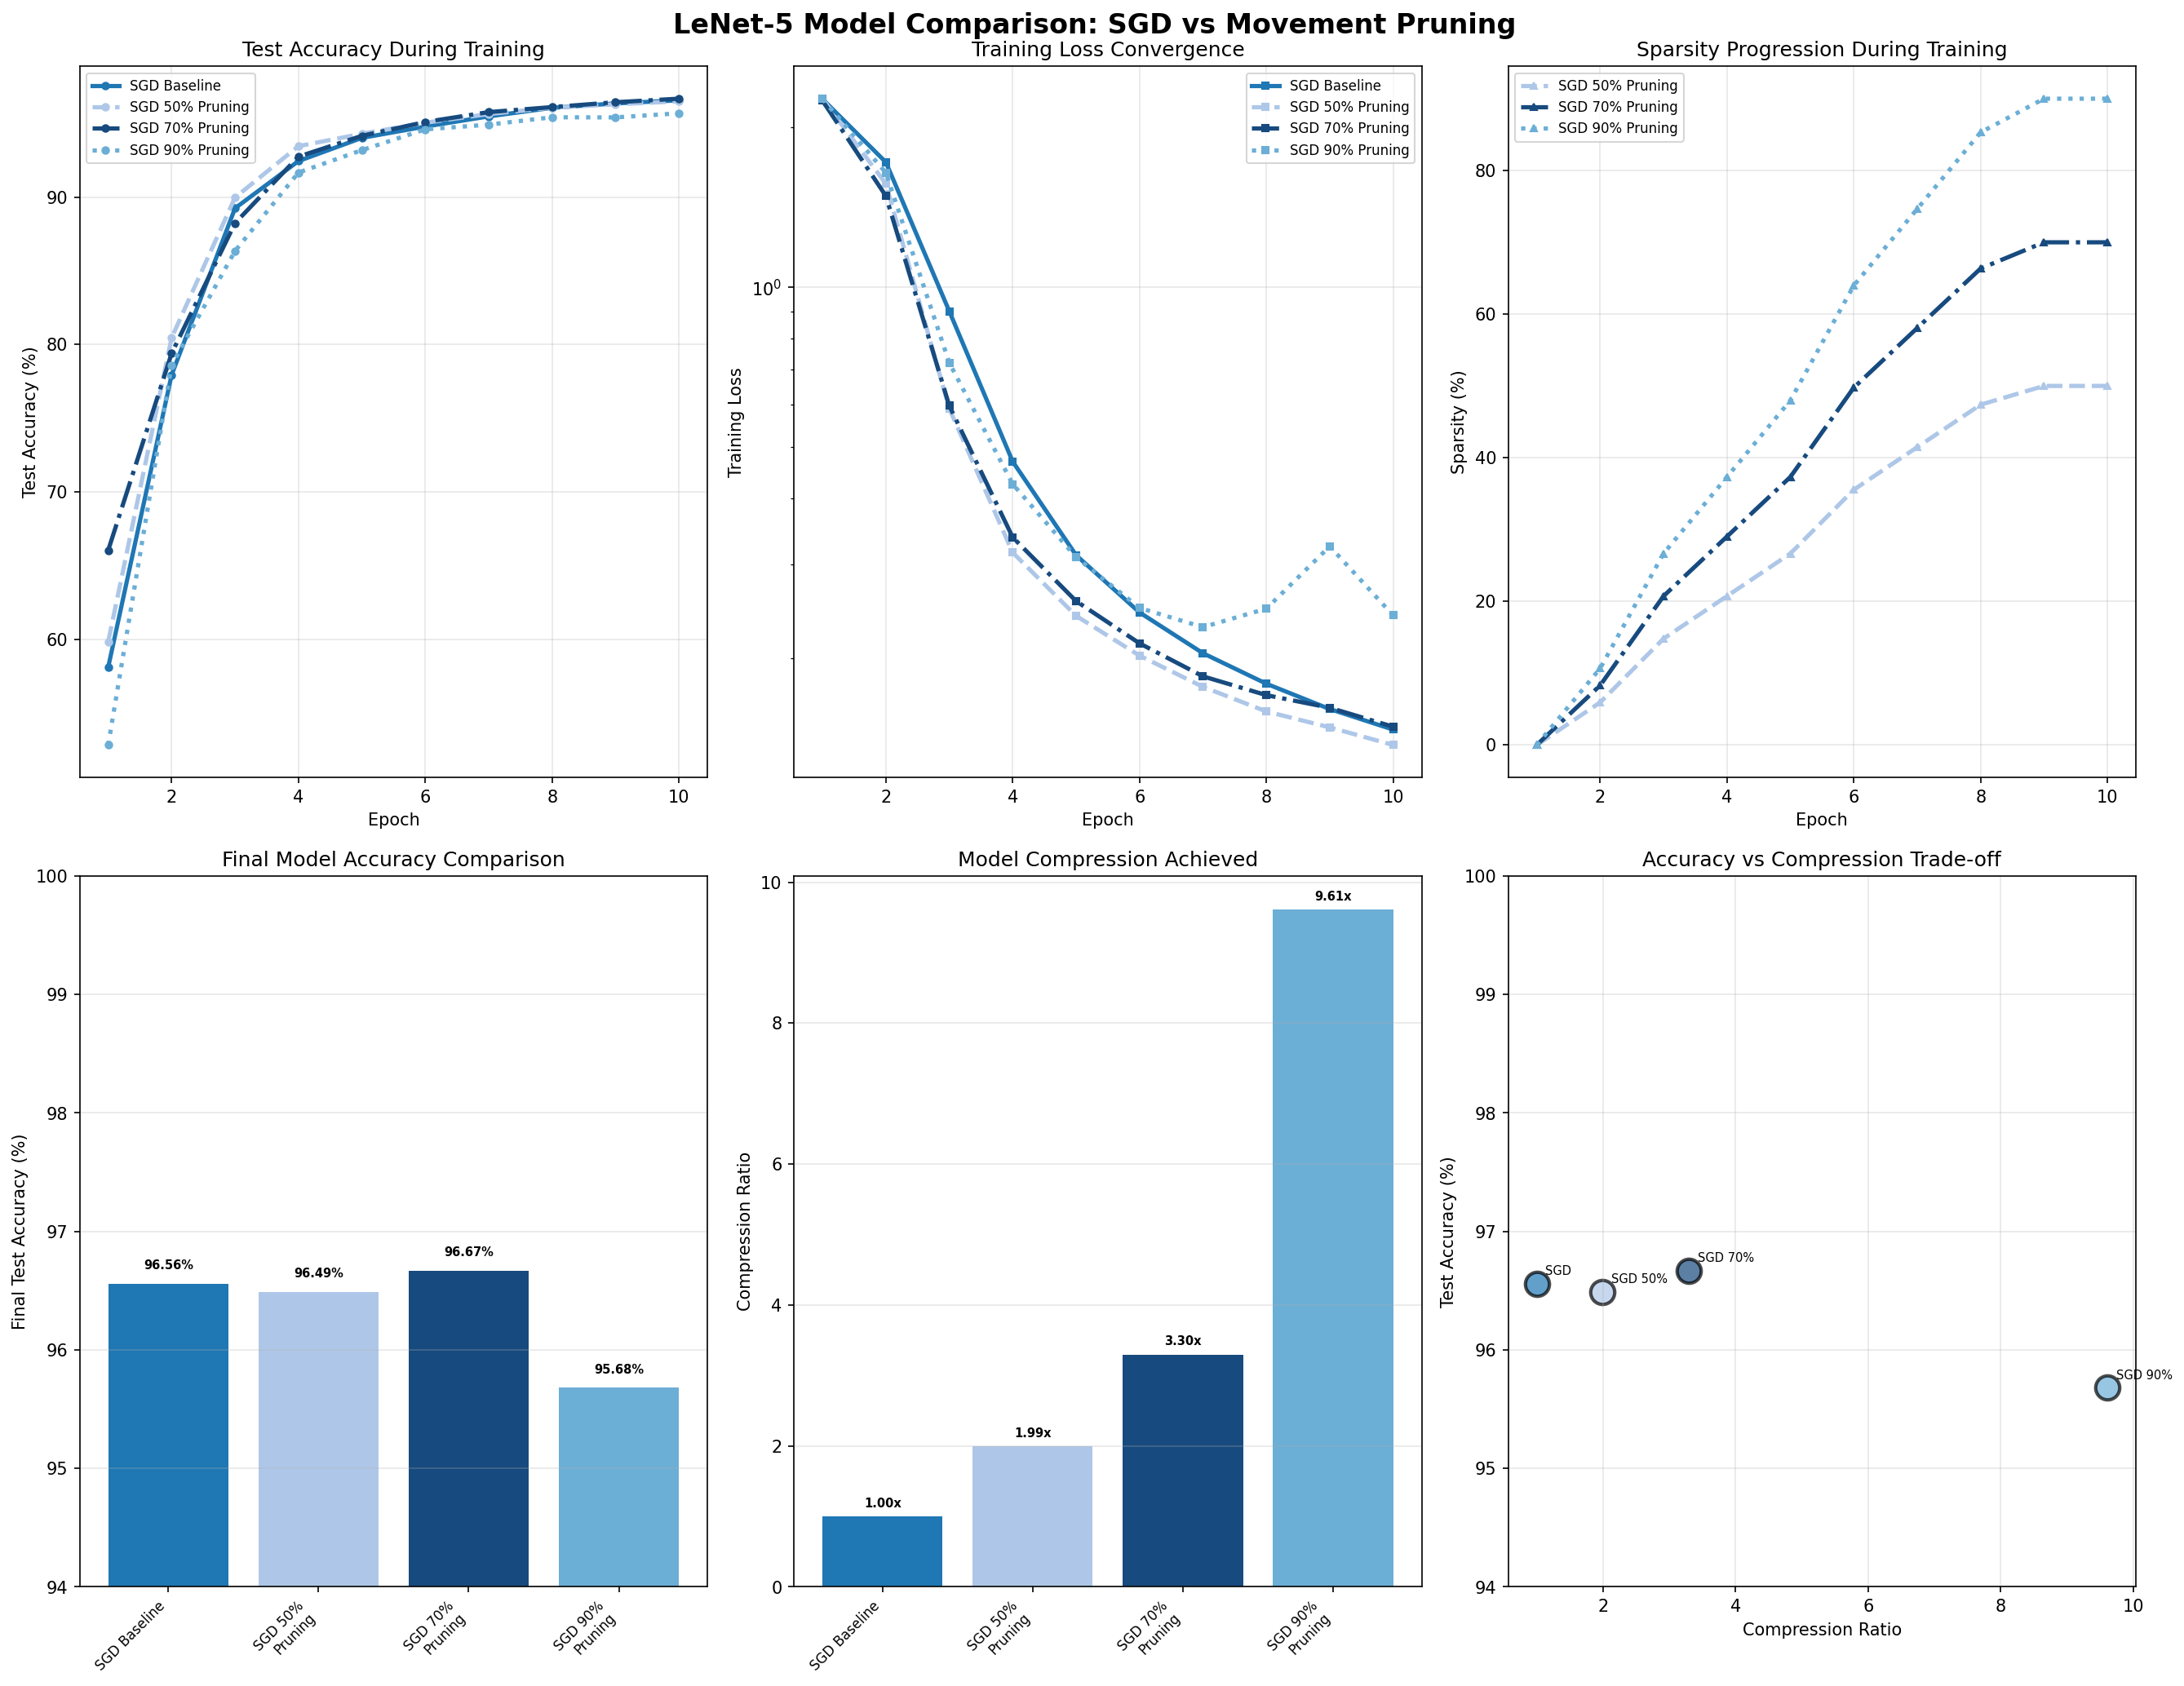 LeNet-5 Model Comparison: SGD vs Movement Pruning
Test Accuracy During Training
SGD Baseline
SGD 50% Pruning
SGD 70% Pruning
SGD 90% Pruning
90
80
70
60
Test Accuracy (%)
2 4 6 8 10
Epoch
Training Loss Convergence
SGD Baseline
SGD 50% Pruning
SGD 70% Pruning
SGD 90% Pruning
10⁰
Training Loss
2 4 6 8 10
Epoch
Sparsity Progression During Training
SGD 50% Pruning
SGD 70% Pruning
SGD 90% Pruning
80
60
40
20
0
Sparsity (%)
2 4 6 8 10
Epoch
Final Model Accuracy Comparison
100
99
98
97
96
95
94
Final Test Accuracy (%)
96.56%
96.49%
96.67%
95.68%
SGD Baseline
SGD 50%
Pruning
SGD 70%
Pruning
SGD 90%
Pruning
Model Compression Achieved
10
8
6
4
2
0
Compression Ratio
1.00x
1.99x
3.30x
9.61x
SGD Baseline
SGD 50%
Pruning
SGD 70%
Pruning
SGD 90%
Pruning
Accuracy vs Compression Trade-off
100
99
98
97
96
95
94
Test Accuracy (%)
SGD
SGD 50%
SGD 70%
SGD 90%
2 4 6 8 10
Compression Ratio